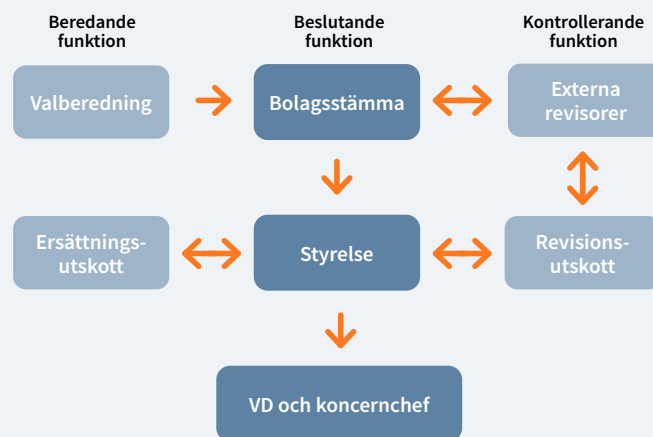 Beredande
funktion
Beslutande
funktion
Kontrollerande
funktion
Valberedning
Bolagsstämma
Externa
revisorer
Ersättnings-
utskott
Styrelse
Revisions-
utskott
VD och koncernchef